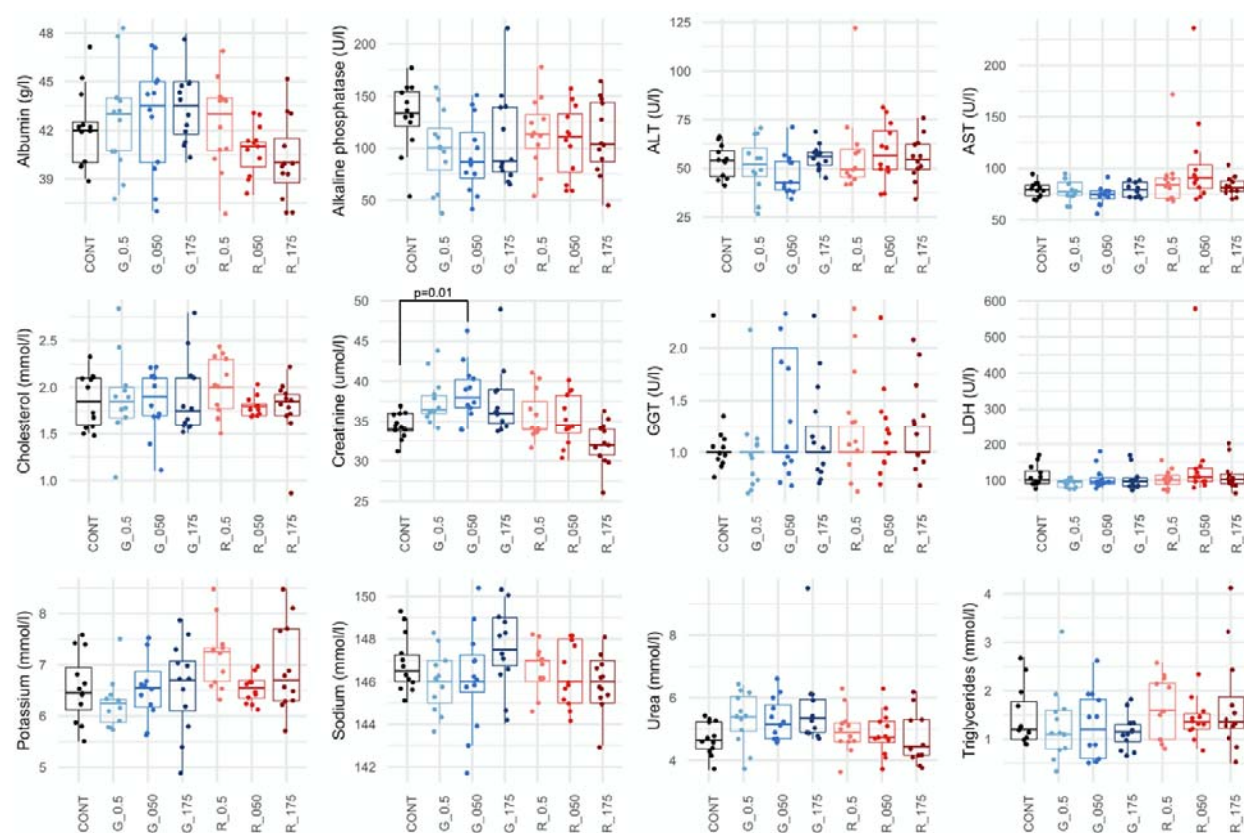 Albumin (g/l)
48
45
42
39
CONT
G_0.5
G_050
G_175
R_0.5
R_050
R_175
Alkaline phosphatase (U/l)
200
150
100
50
CONT
G_0.5
G_050
G_175
R_0.5
R_050
R_175
ALT (U/l)
125
100
75
50
25
CONT
G_0.5
G_050
G_175
R_0.5
R_050
R_175
AST (U/l)
200
150
100
50
CONT
G_0.5
G_050
G_175
R_0.5
R_050
R_175
Cholesterol (mmol/l)
2.5
2.0
1.5
1.0
CONT
G_0.5
G_050
G_175
R_0.5
R_050
R_175
Creatinine (umol/l)
50
45
40
35
30
25
p=0.01
CONT
G_0.5
G_050
G_175
R_0.5
R_050
R_175
GGT (U/l)
2.0
1.5
1.0
CONT
G_0.5
G_050
G_175
R_0.5
R_050
R_175
LDH (U/l)
600
500
400
300
200
100
CONT
G_0.5
G_050
G_175
R_0.5
R_050
R_175
Potassium (mmol/l)
8
7
6
5
CONT
G_0.5
G_050
G_175
R_0.5
R_050
R_175
Sodium (mmol/l)
150
148
146
144
142
CONT
G_0.5
G_050
G_175
R_0.5
R_050
R_175
Urea (mmol/l)
8
6
4
CONT
G_0.5
G_050
G_175
R_0.5
R_050
R_175
Triglycerides (mmol/l)
4
3
2
1
CONT
G_0.5
G_050
G_175
R_0.5
R_050
R_175